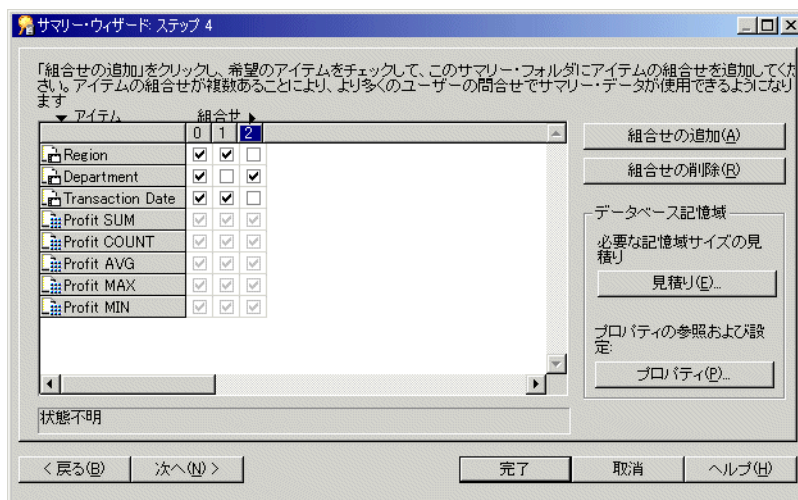 サマリー・ウィザード: ステップ 4
「組合せの追加」をクリックし、希望のアイテムをチェックして、このサマリー・フォルダにアイテムの組合せを追加してくだ
さい。アイテムの組合せが複数あることにより、より多くのユーザーの問合せでサマリー・データが使用できるようになり
ます
アイテム 組合せ
0 1 2
Region
Department
Transaction Date
Profit SUM
Profit COUNT
Profit AVG
Profit MAX
Profit MIN
状態不明
組合せの追加(A)
組合せの削除(R)
データベース記憶域
必要な記憶域サイズの見
積り
見積り(E)...
プロパティの参照および設
定:
プロパティ(P)...
< 戻る(B)
次へ(N) >
完了
取消
ヘルプ(H)